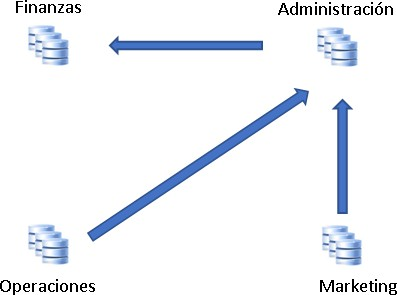 Finanzas
Administración
Operaciones
Marketing